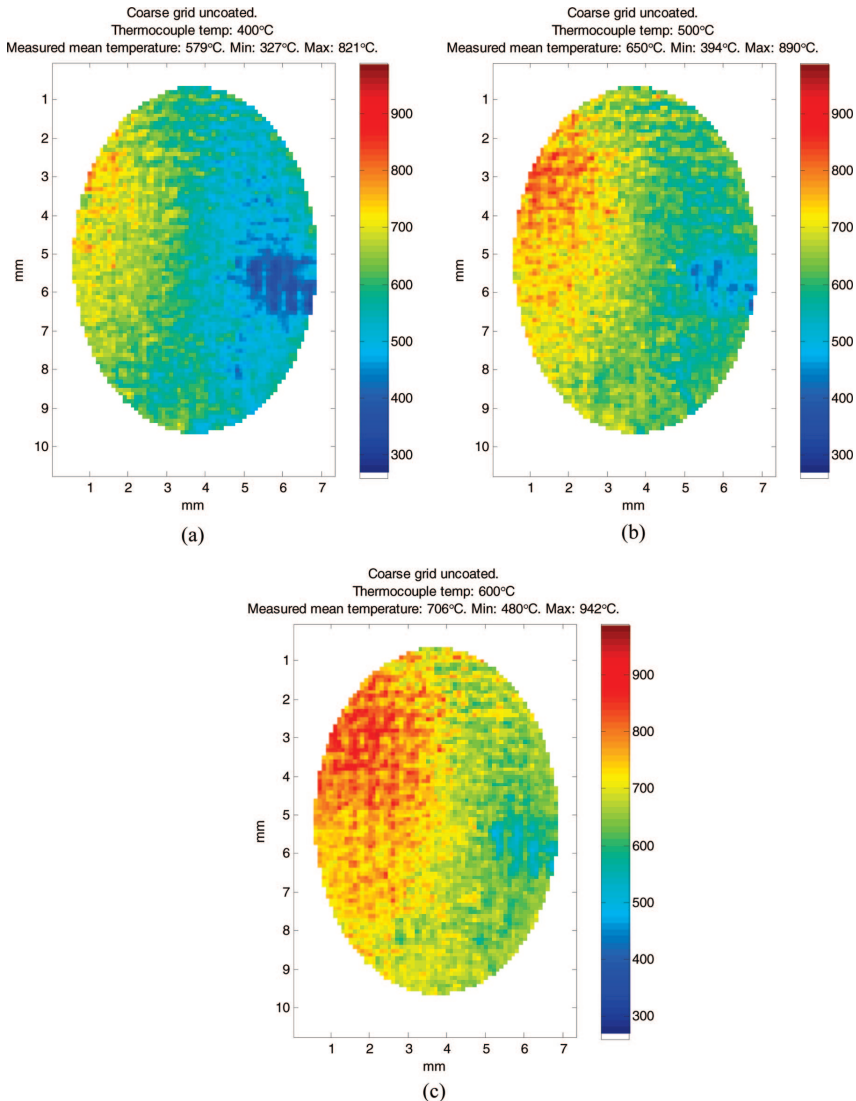 Coarse grid uncoated.
Thermocouple temp: 400°C
Measured mean temperature: 579°C. Min: 327°C. Max: 821°C.
1
2
3
4
5
6
7
8
9
10
mm
1 2 3 4 5 6 7
mm
900
800
700
600
500
400
300
(a)
Coarse grid uncoated.
Thermocouple temp: 500°C
Measured mean temperature: 650°C. Min: 394°C. Max: 890°C.
1
2
3
4
5
6
7
8
9
10
mm
1 2 3 4 5 6 7
mm
900
800
700
600
500
400
300
(b)
Coarse grid uncoated.
Thermocouple temp: 600°C
Measured mean temperature: 706°C. Min: 480°C. Max: 942°C.
1
2
3
4
5
6
7
8
9
10
mm
1 2 3 4 5 6 7
mm
900
800
700
600
500
400
300
(c)